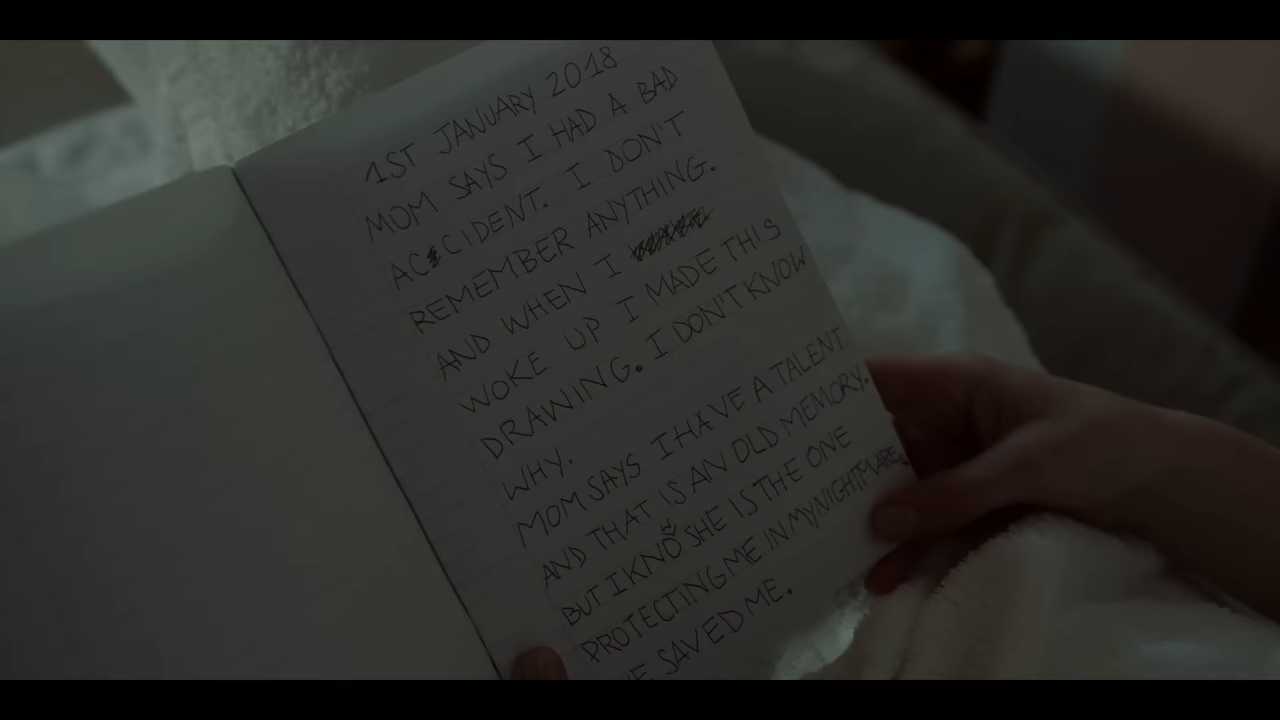 1ST JANUARY 2018
MOM SAYS I HAD A BAD
ACCIDENT. I DON'T
REMEMBER ANYTHING.
AND WHEN I
WOKE UP I MADE THIS
DRAWING. I DON'T KNOW
WHY.
MOM SAYS I HAVE A TALENT
AND THAT IS AN OLD MEMORY.
BUT I KNOW SHE IS THE ONE
PROTECTING ME IN MY NIGHTMARE.
SAVED ME.